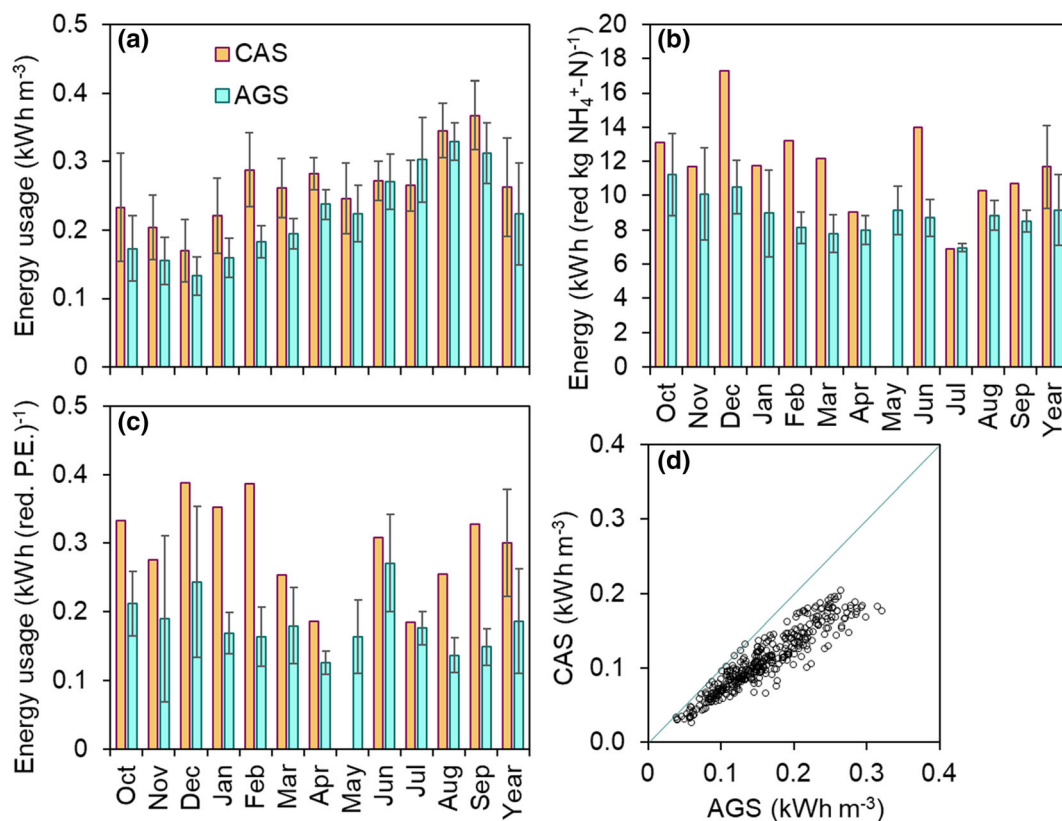 (a)
CAS
AGS
Energy usage (kWh m-3)
0.5
0.4
0.3
0.2
0.1
0
(b)
Energy (kWh (red kg NH4+-N)-1)
20
18
16
14
12
10
8
6
4
2
0
Oct
Nov
Dec
Jan
Feb
Mar
Apr
May
Jun
Jul
Aug
Sep
Year
(c)
Energy usage (kWh (red. P.E.)-1)
0.5
0.4
0.3
0.2
0.1
0
Oct
Nov
Dec
Jan
Feb
Mar
Apr
May
Jun
Jul
Aug
Sep
Year
(d)
CAS (kWh m-3)
0.4
0.3
0.2
0.1
0.0
0
0.1
0.2
0.3
0.4
AGS (kWh m-3)